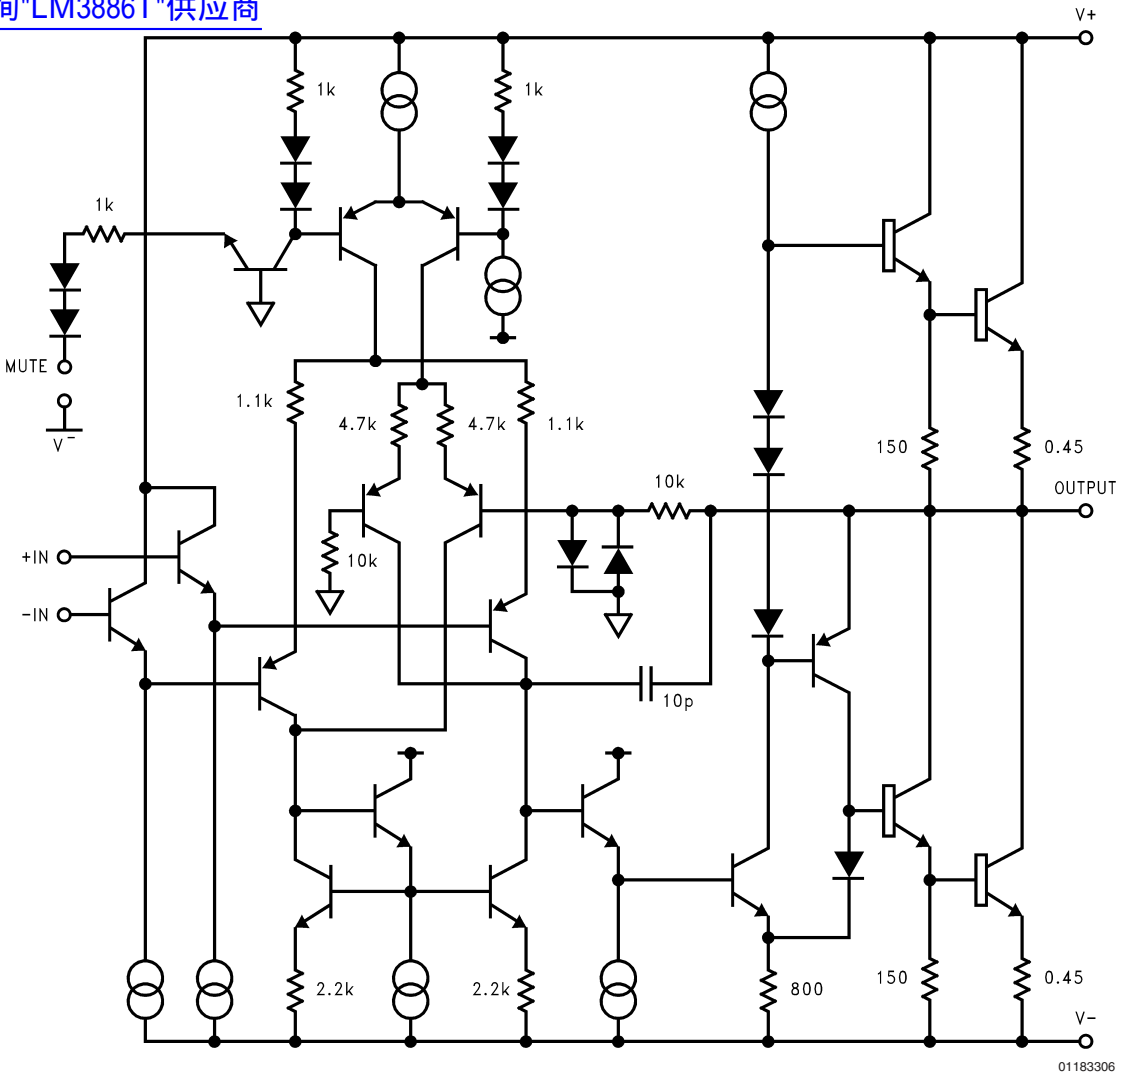 询"LM3886T"供应商
V+
1k
1k
1k
MUTE
V-
1.1k
4.7k
4.7k
1.1k
150
0.45
10k
OUTPUT
+IN
10k
-IN
10p
2.2k
2.2k
800
150
0.45
V-
01183306